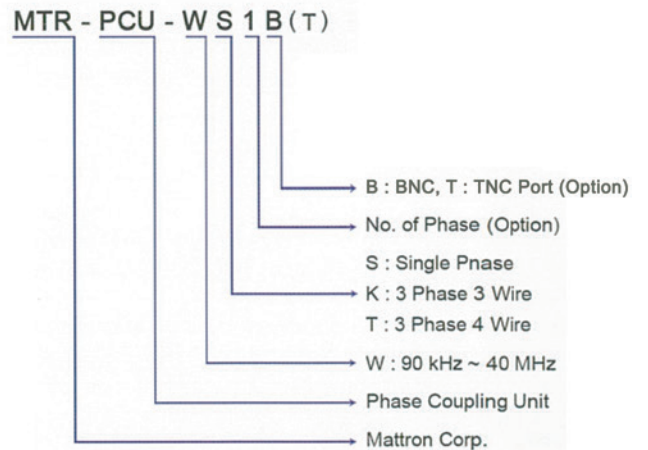 MTR - PCU - W S 1 B (T)
B : BNC, T : TNC Port (Option)
No. of Phase (Option)
S : Single Pnase
K : 3 Phase 3 Wire
T : 3 Phase 4 Wire
W : 90 kHz ~ 40 MHz
Phase Coupling Unit
Mattron Corp.